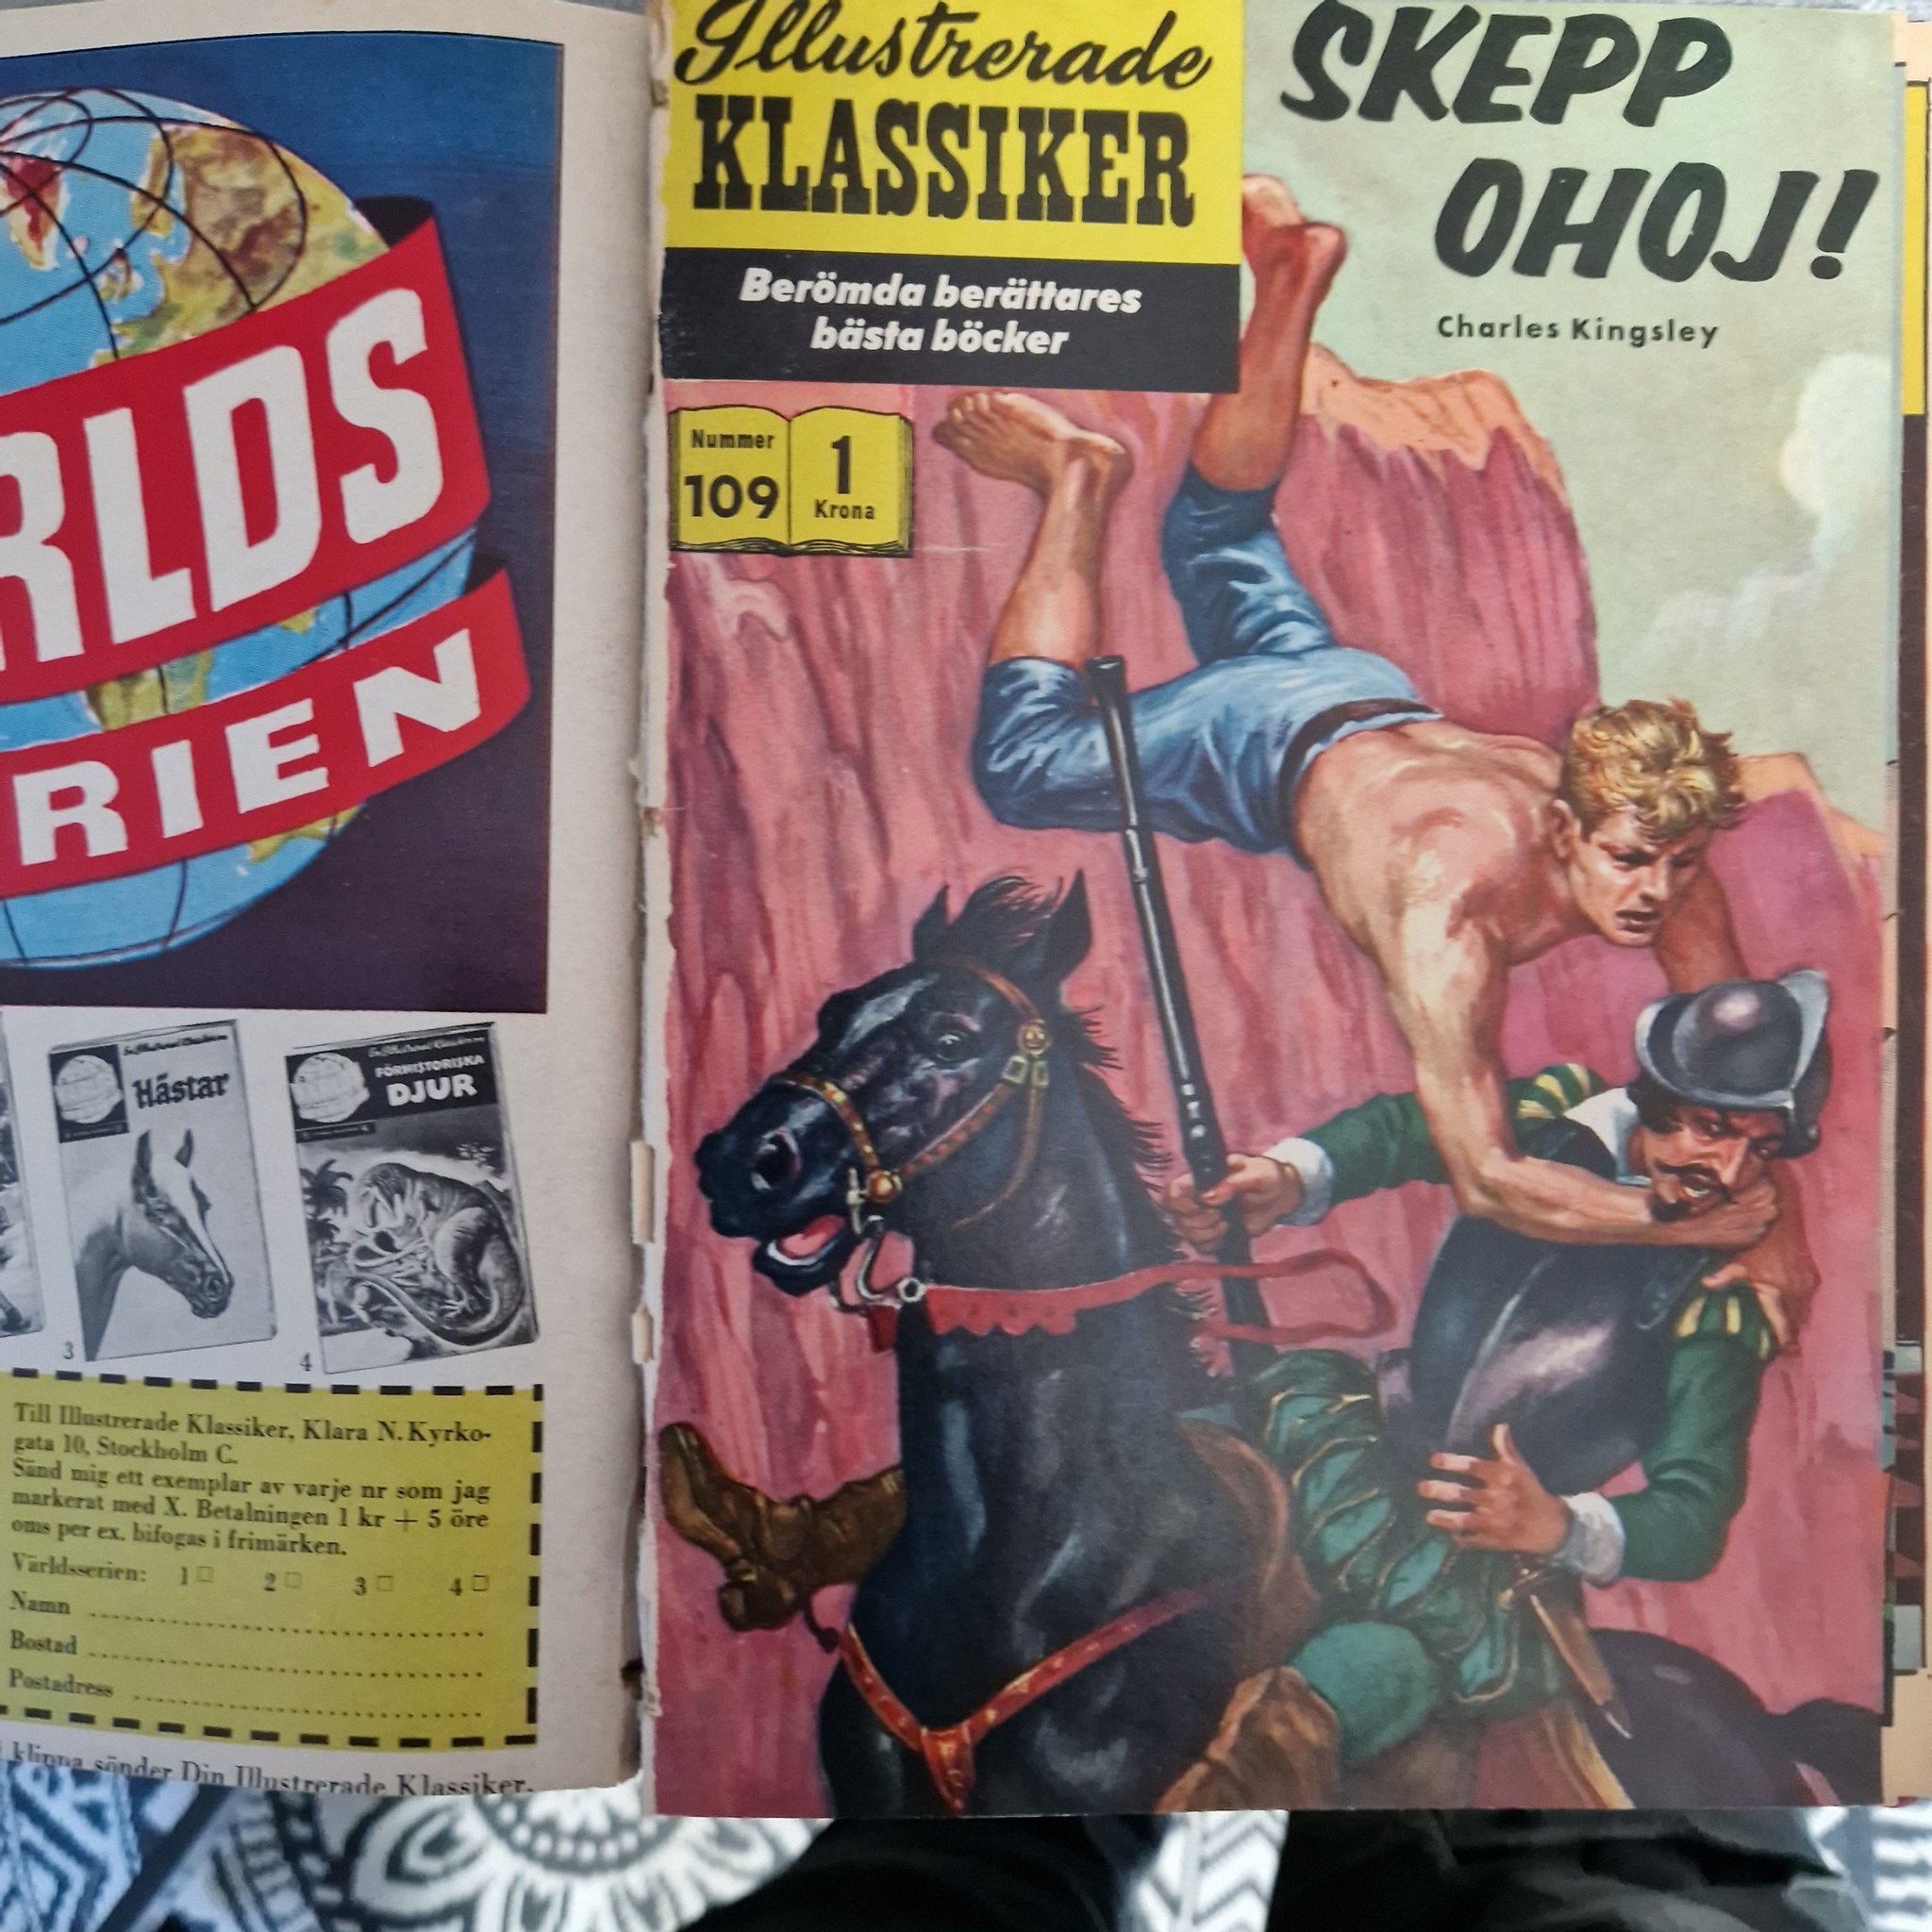 RLDS
RIEN
Hästar
FÖRHISTORISKA
DJUR
3
4
Till Illustrerade Klassiker, Klara N. Kyrko-
gata 10, Stockholm C.
Sänd mig ett exemplar av varje nr som jag
markerat med X. Betalningen 1 kr + 5 öre
oms per ex. bifogas i frimärken.
Världsserien: 1 □ 2 □ 3 □ 4 □
Namn
Bostad
Postadress
klippa sönder Din Illustrerade Klassiker.
Illustrerade
KLASSIKER
Berömda berättares
bästa böcker
Nummer
109
1
Krona
SKEPP
OHOJ!
Charles Kingsley